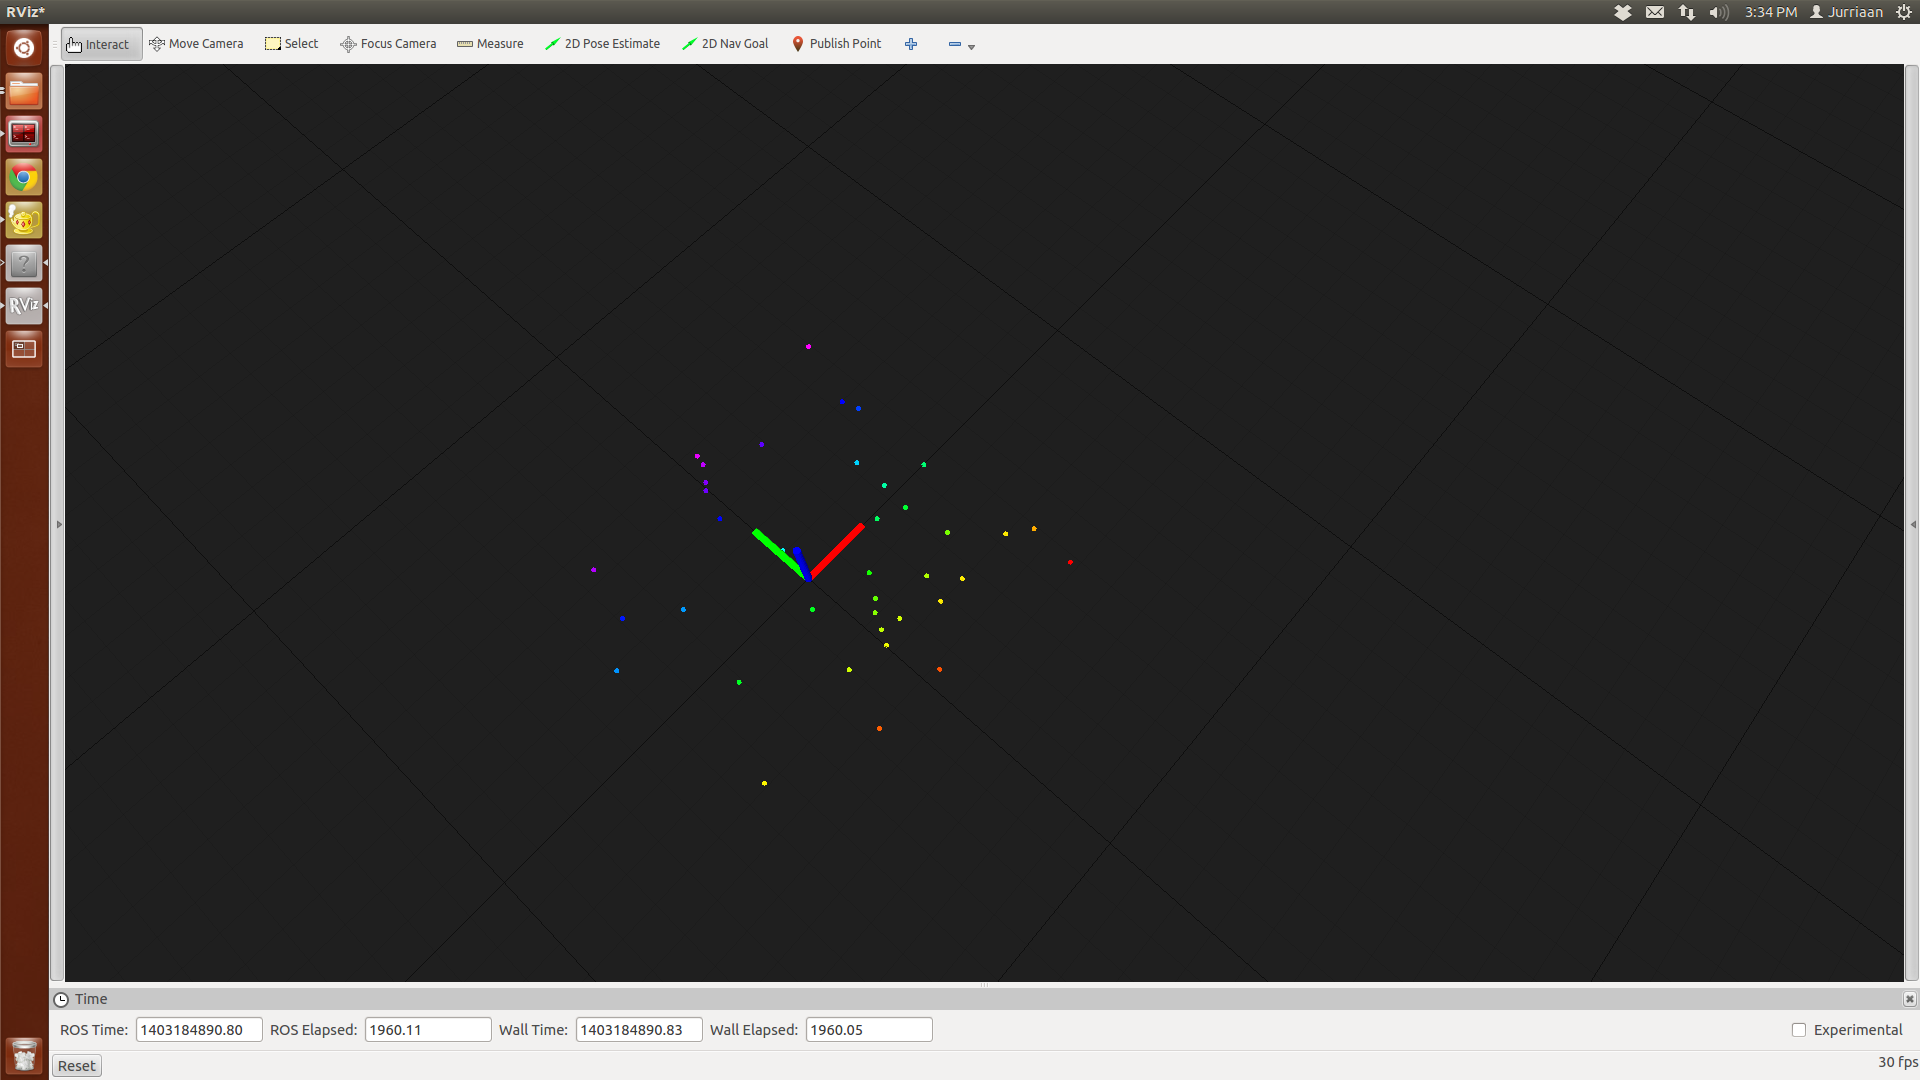 RViz*
3:34 PM Jurriaan
Interact Move Camera Select Focus Camera Measure 2D Pose Estimate 2D Nav Goal Publish Point
?
RViz
Time
ROS Time: 1403184890.80 ROS Elapsed: 1960.11 Wall Time: 1403184890.83 Wall Elapsed: 1960.05 Experimental
Reset 30 fps